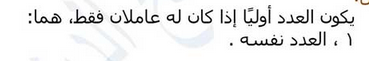 يكون العدد أوليًا إذا كان له عاملان فقط، هما:
١ ، العدد نفسه .